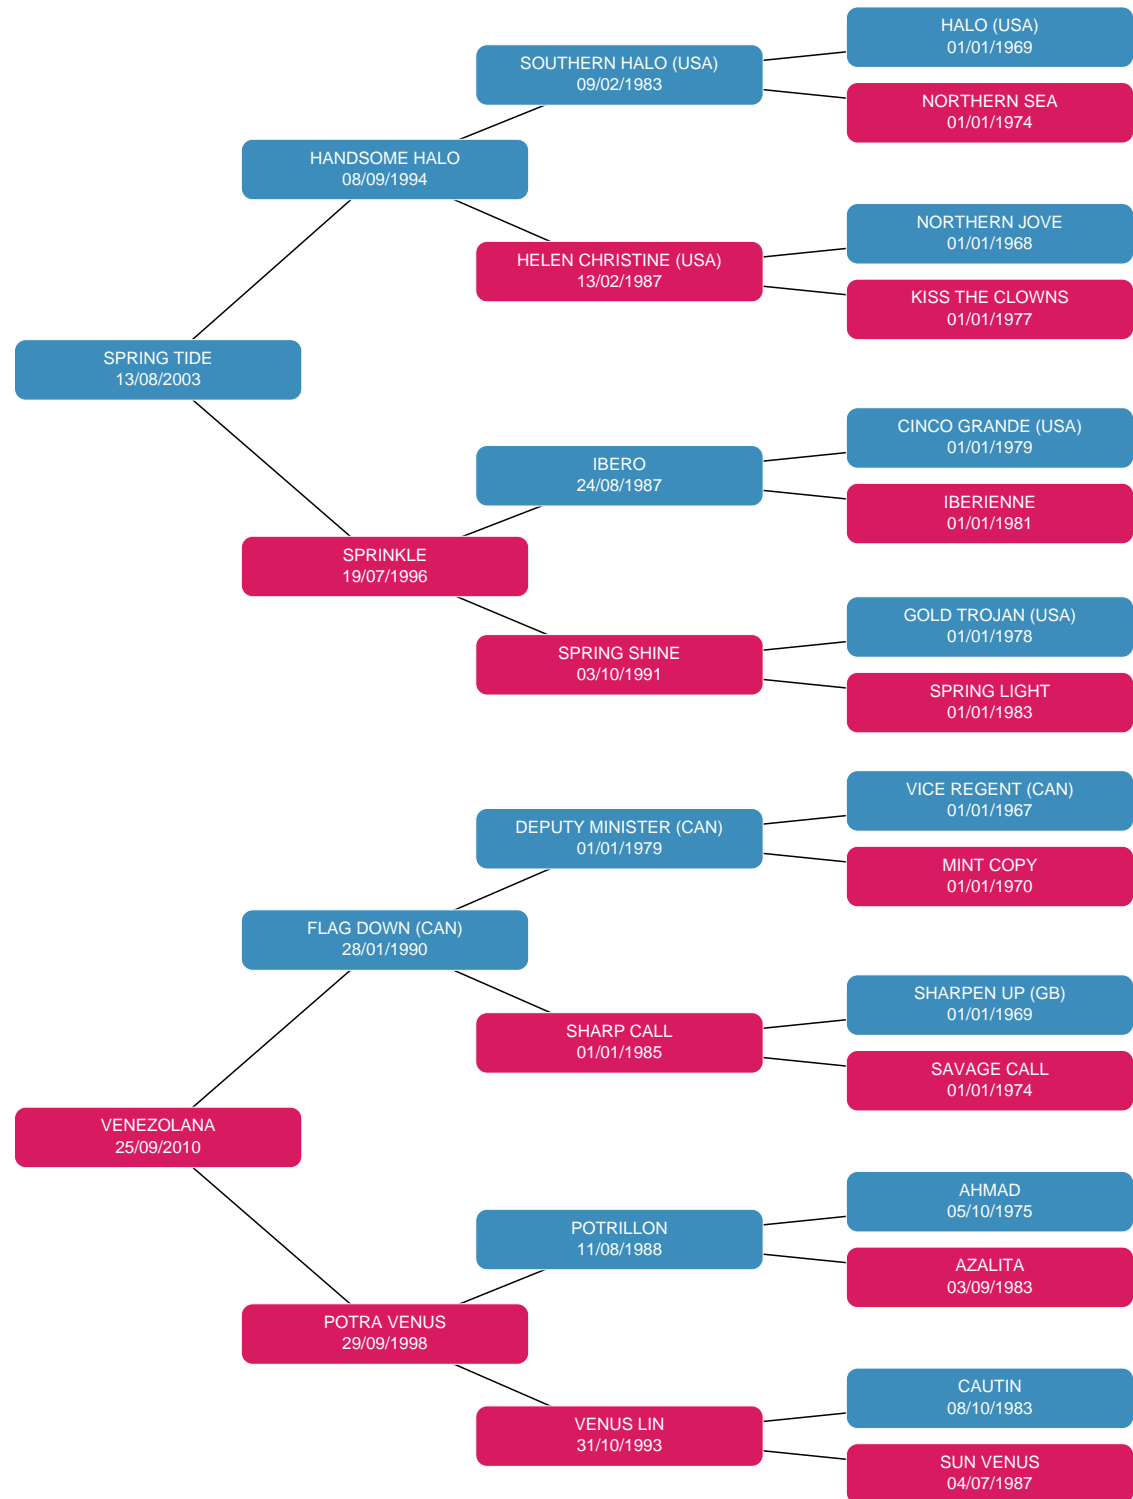 HALO (USA)
01/01/1969
SOUTHERN HALO (USA)
09/02/1983
NORTHERN SEA
01/01/1974
HANDSOME HALO
08/09/1994
NORTHERN JOVE
01/01/1968
HELEN CHRISTINE (USA)
13/02/1987
KISS THE CLOWNS
01/01/1977
SPRING TIDE
13/08/2003
CINCO GRANDE (USA)
01/01/1979
IBERO
24/08/1987
IBERIENNE
01/01/1981
SPRINKLE
19/07/1996
GOLD TROJAN (USA)
01/01/1978
SPRING SHINE
03/10/1991
SPRING LIGHT
01/01/1983
VICE REGENT (CAN)
01/01/1967
DEPUTY MINISTER (CAN)
01/01/1979
MINT COPY
01/01/1970
FLAG DOWN (CAN)
28/01/1990
SHARPEN UP (GB)
01/01/1969
SHARP CALL
01/01/1985
SAVAGE CALL
01/01/1974
VENEZOLANA
25/09/2010
AHMAD
05/10/1975
POTRILLON
11/08/1988
AZALITA
03/09/1983
POTRA VENUS
29/09/1998
CAUTIN
08/10/1983
VENUS LIN
31/10/1993
SUN VENUS
04/07/1987